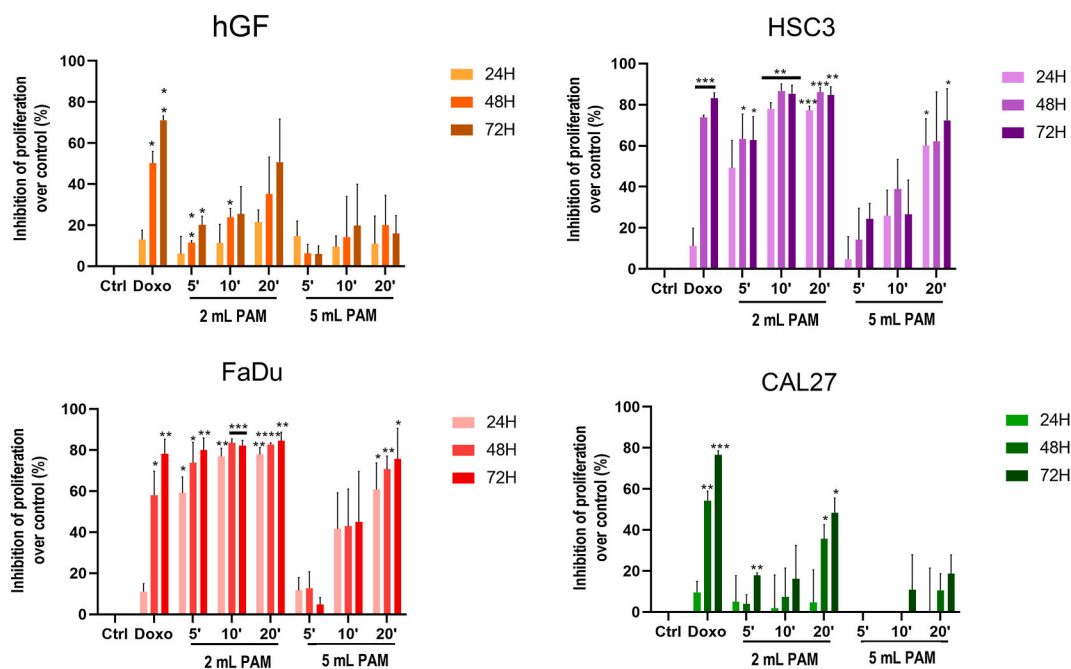 hGF
Inhibition of proliferation
over control (%)
100
80
60
40
20
0
* * * * * * * *
Ctrl Doxo 5' 10' 20' 5' 10' 20'
2 mL PAM 5 mL PAM
24H
48H
72H
HSC3
Inhibition of proliferation
over control (%)
100
80
60
40
20
0
*** * * ** *** *** ** * *
Ctrl Doxo 5' 10' 20' 5' 10' 20'
2 mL PAM 5 mL PAM
24H
48H
72H
FaDu
Inhibition of proliferation
over control (%)
100
80
60
40
20
0
* ** * * ** ** *** ** **** ** * ** *
Ctrl Doxo 5' 10' 20' 5' 10' 20'
2 mL PAM 5 mL PAM
24H
48H
72H
CAL27
Inhibition of proliferation
over control (%)
100
80
60
40
20
0
** *** ** * *
Ctrl Doxo 5' 10' 20' 5' 10' 20'
2 mL PAM 5 mL PAM
24H
48H
72H